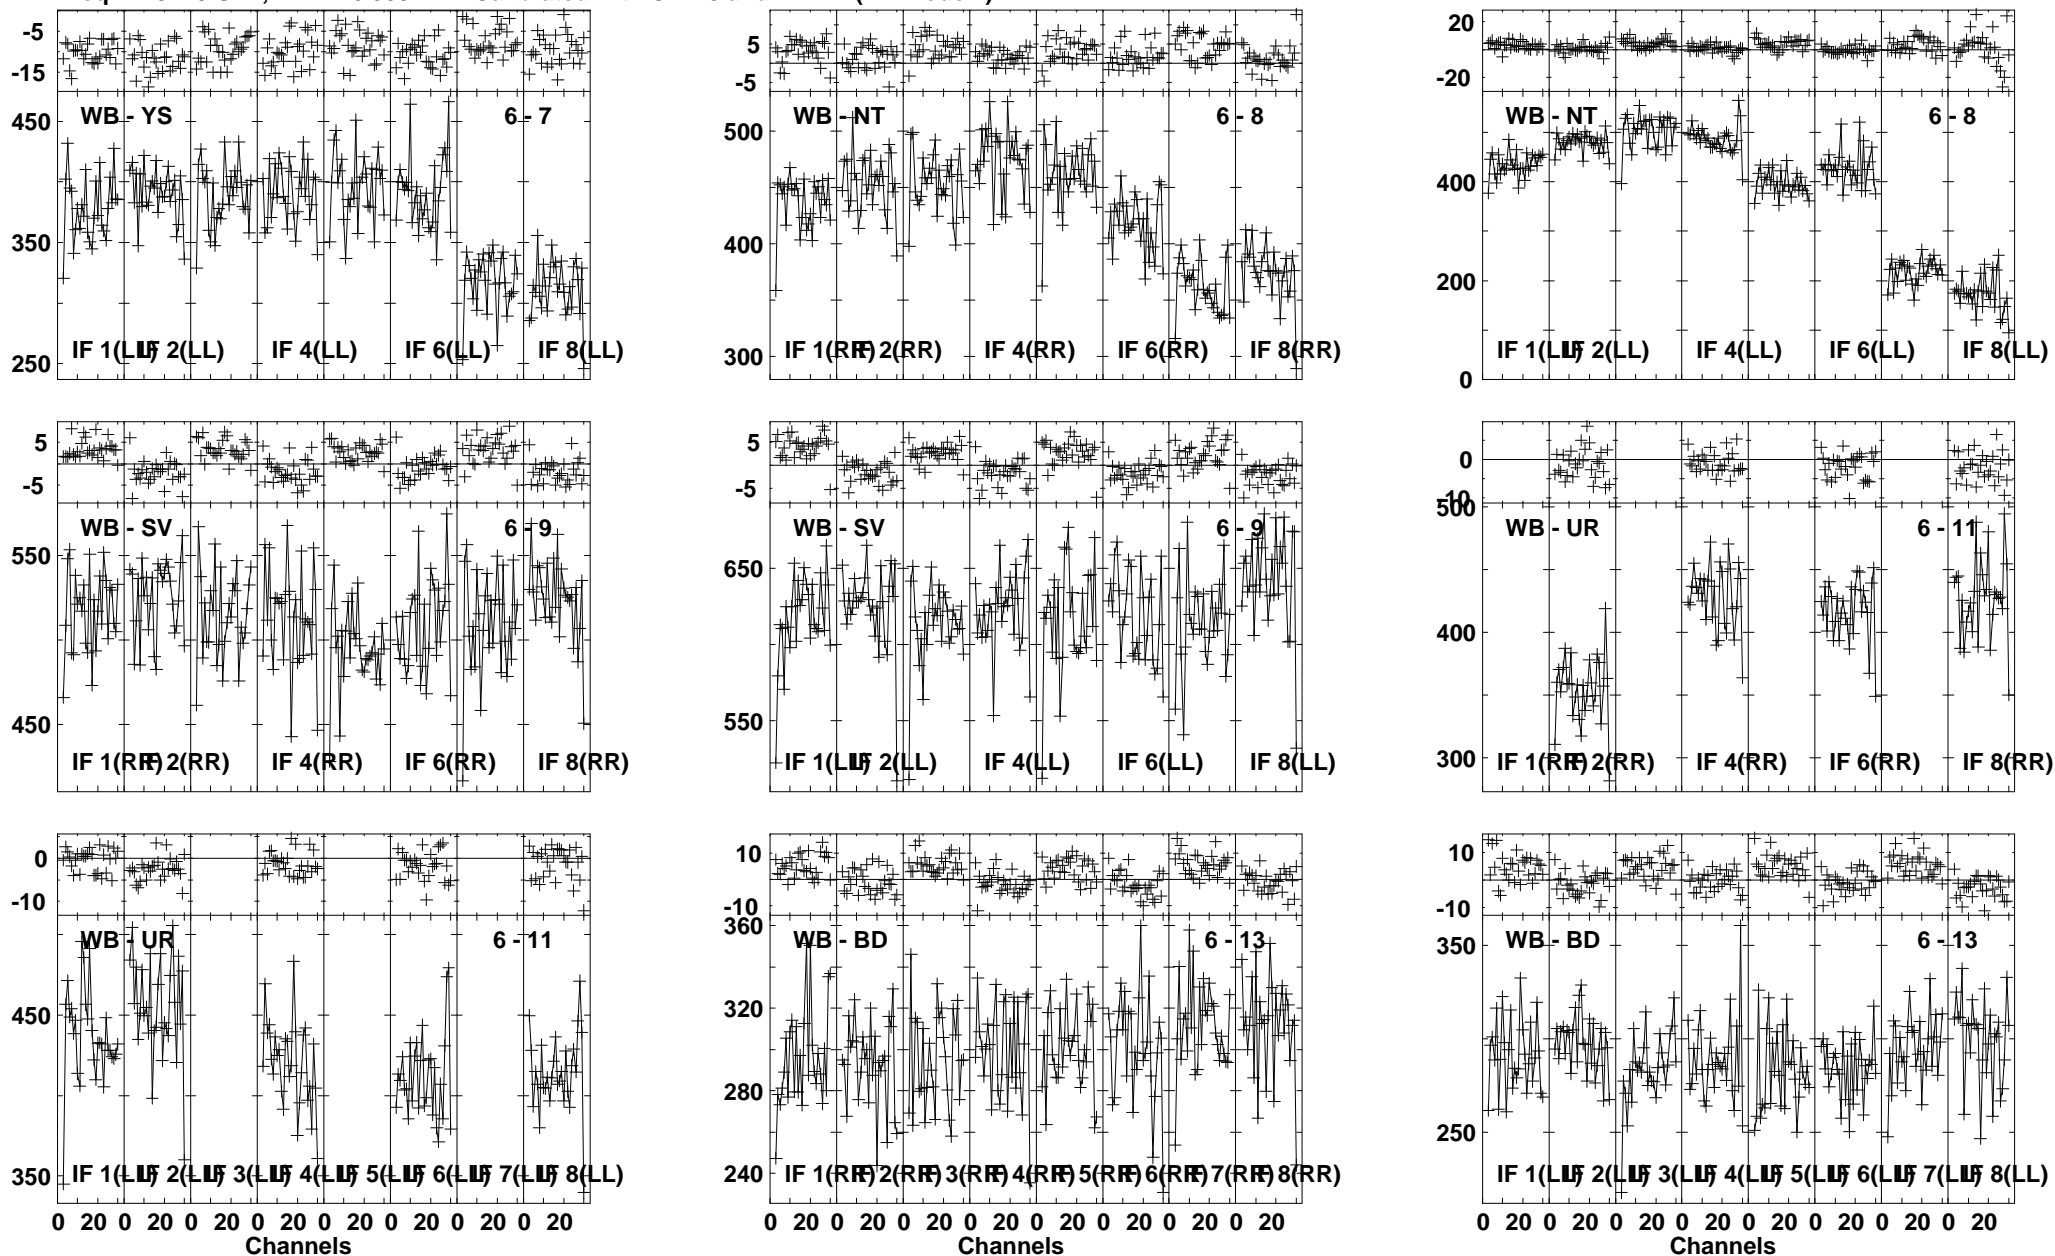 -5
-15
450
350
250
WB - YS
6 - 7
IF 1(LL) IF 2(LL) IF 4(LL) IF 6(LL) IF 8(LL)
5
-5
500
400
300
WB - NT
6 - 8
IF 1(RR) IF 2(RR) IF 4(RR) IF 6(RR) IF 8(RR)
20
0
-20
400
200
0
WB - NT
6 - 8
IF 1(LL) IF 2(LL) IF 4(LL) IF 6(LL) IF 8(LL)
5
-5
550
450
WB - SV
6 - 9
IF 1(RR) IF 2(RR) IF 4(RR) IF 6(RR) IF 8(RR)
5
-5
650
550
WB - SV
6 - 9
IF 1(LL) IF 2(LL) IF 4(LL) IF 6(LL) IF 8(LL)
0
-10
500
400
300
WB - UR
6 - 11
IF 1(RR) IF 2(RR) IF 4(RR) IF 6(RR) IF 8(RR)
0
-10
450
350
WB - UR
6 - 11
IF 1(LL) IF 2(LL) IF 3(LL) IF 4(LL) IF 5(LL) IF 6(LL) IF 7(LL) IF 8(LL)
0 20 0 20 0 20 0 20 0 20 0 20 0 20 0 20
Channels
10
0
-10
360
320
280
240
WB - BD
6 - 13
IF 1(RR) IF 2(RR) IF 3(RR) IF 4(RR) IF 5(RR) IF 6(RR) IF 7(RR) IF 8(RR)
0 20 0 20 0 20 0 20 0 20 0 20 0 20 0 20
Channels
10
0
-10
350
250
WB - BD
6 - 13
IF 1(LL) IF 2(LL) IF 3(LL) IF 4(LL) IF 5(LL) IF 6(LL) IF 7(LL) IF 8(LL)
0 20 0 20 0 20 0 20 0 20 0 20 0 20 0 20
Channels